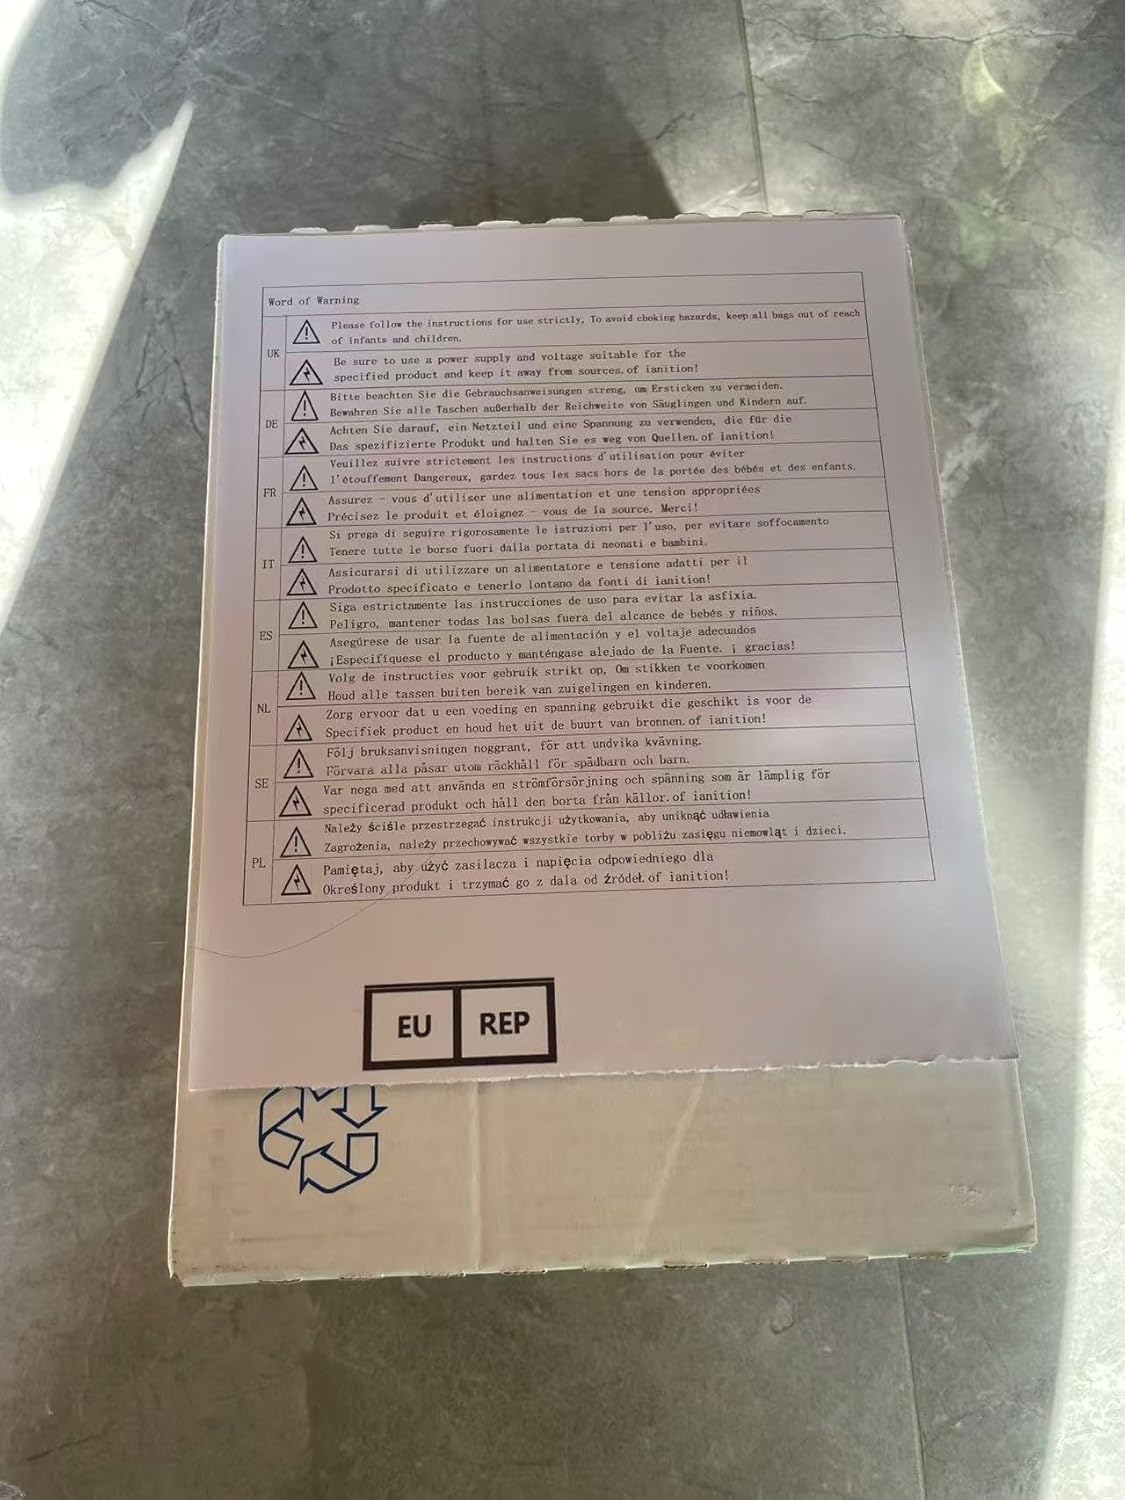 Word of Warning
UK
Please follow the instructions for use strictly, To avoid choking hazards, keep all bags out of reach
of infants and children.
Be sure to use a power supply and voltage suitable for the
specified product and keep it away from sources. of ianition!
DE
Bitte beachten Sie die Gebrauchsanweisungen streng, um Ersticken zu vermeiden.
Bewahren Sie alle Taschen außerhalb der Reichweite von Säuglingen und Kindern auf.
Achten Sie darauf, ein Netzteil und eine Spannung zu verwenden, die für die
Das spezifizierte Produkt und halten Sie es weg von Quellen. of ianition!
FR
Veuillez suivre strictement les instructions d'utilisation pour éviter
l'étouffement Dangereux, gardez tous les sacs hors de la portée des bébés et des enfants.
Assurez - vous d'utiliser une alimentation et une tension appropriées
Précisez le produit et éloignez - vous de la source. Merci!
IT
Si prega di seguire rigorosamente le istruzioni per l'uso, per evitare soffocamento
Tenere tutte le borse fuori dalla portata di neonati e bambini.
Assicurarsi di utilizzare un alimentatore e tensione adatti per il
Prodotto specificato e tenerlo lontano da fonti di ianition!
ES
Siga estrictamente las instrucciones de uso para evitar la asfixia.
Peligro, mantener todas las bolsas fuera del alcance de bebés y niños.
Asegúrese de usar la fuente de alimentación y el voltaje adecuados
¡Especifíquese el producto y manténgase alejado de la Fuente. ¡ gracias!
NL
Volg de instructies voor gebruik strikt op, Om stikken te voorkomen
Houd alle tassen buiten bereik van zuigelingen en kinderen.
Zorg ervoor dat u een voeding en spanning gebruikt die geschikt is voor de
Specifiek product en houd het uit de buurt van bronnen. of ianition!
SE
Följ bruksanvisningen noggrant, för att undvika kvävning.
Förvara alla påsar utom räckhåll för spädbarn och barn.
Var noga med att använda en strömförsörjning och spänning som är lämplig för
specificerad produkt och håll den borta från källor. of ianition!
PL
Należy ściśle przestrzegać instrukcji użytkowania, aby uniknąć udławienia
Zagrożenia, należy przechowywać wszystkie torby w pobliżu zasięgu niemowląt i dzieci.
Pamiętaj, aby użyć zasilacza i napięcia odpowiedniego dla
Określony produkt i trzymać go z dala od źródeł. of ianition!
EU REP